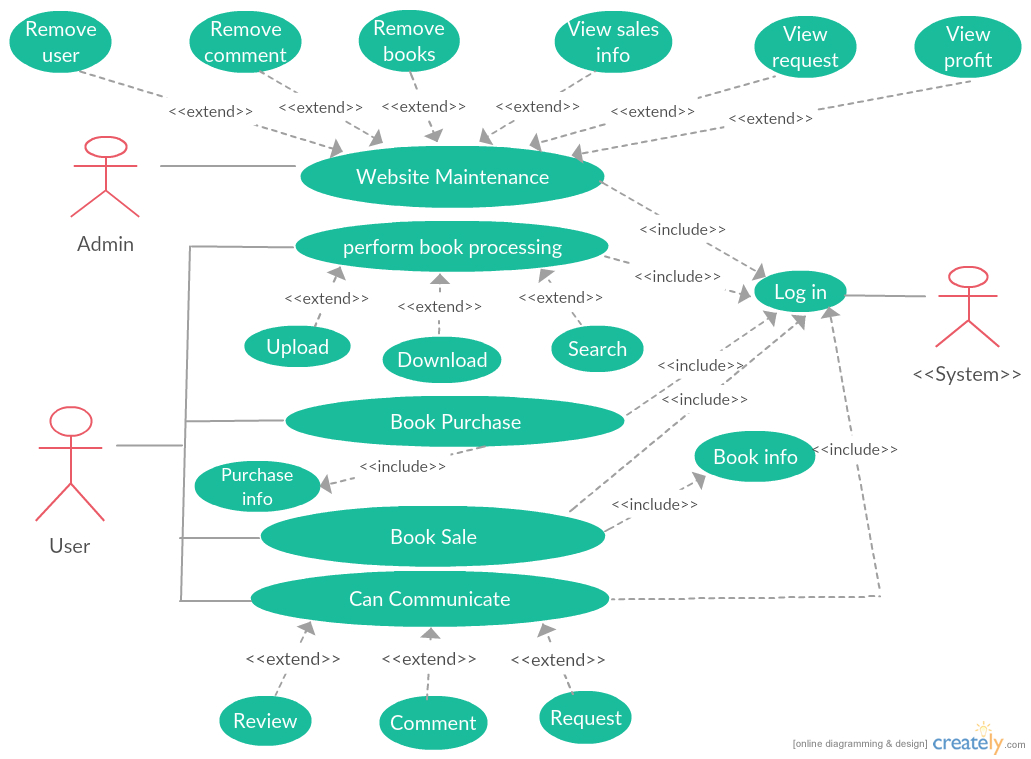 Remove
user
Remove
comment
Remove
books
View sales
info
View
request
View
profit
<<extend>>
<<extend>>
<<extend>>
<<extend>>
<<extend>>
<<extend>>
Website Maintenance
Admin
<<include>>
perform book processing
<<include>>
Log in
<<extend>>
<<extend>>
<<extend>>
Upload
Download
Search
<<System>>
<<include>>
<<include>>
Book Purchase
<<include>>
Book info
<<include>>
Purchase
info
<<include>>
User
Book Sale
Can Communicate
<<extend>>
<<extend>>
<<extend>>
Review
Comment
Request
[online diagramming & design] creately.com